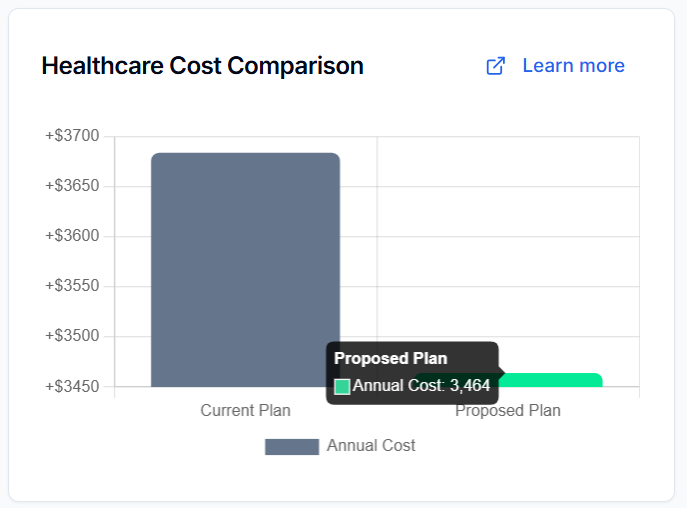 Healthcare Cost Comparison
Learn more
+$3700
+$3650
+$3600
+$3550
+$3500
+$3450
Proposed Plan
Annual Cost: 3,464
Current Plan
Proposed Plan
Annual Cost